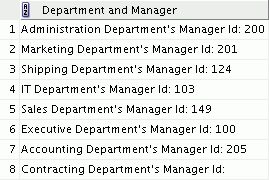 Department and Manager
1 Administration Department's Manager Id: 200
2 Marketing Department's Manager Id: 201
3 Shipping Department's Manager Id: 124
4 IT Department's Manager Id: 103
5 Sales Department's Manager Id: 149
6 Executive Department's Manager Id: 100
7 Accounting Department's Manager Id: 205
8 Contracting Department's Manager Id: